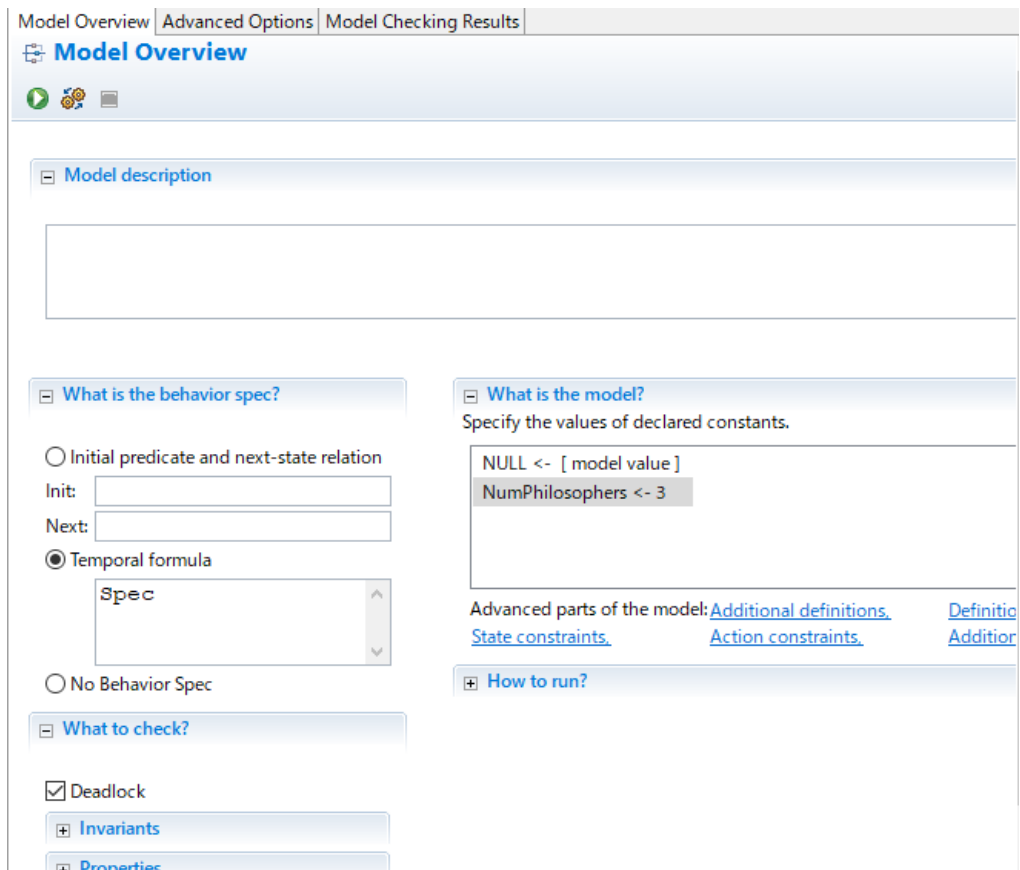 Model Overview Advanced Options Model Checking Results
Model Overview
Model description
What is the behavior spec?
Initial predicate and next-state relation
Init:
Next:
Temporal formula
Spec
No Behavior Spec
What to check?
Deadlock
Invariants
Properties
What is the model?
Specify the values of declared constants.
NULL <- [ model value ]
NumPhilosophers <- 3
Advanced parts of the model: Additional definitions, Definitio
State constraints, Action constraints, Addition
How to run?